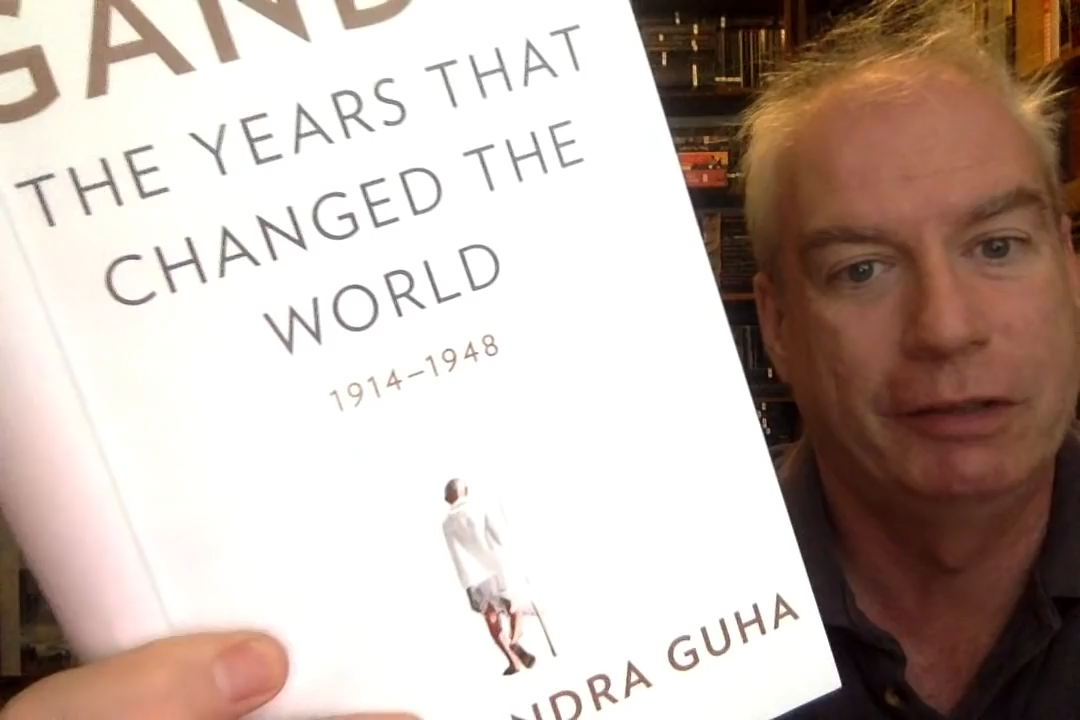 GAND
THE YEARS THAT
CHANGED THE
WORLD
1914–1948
NDRA GUHA